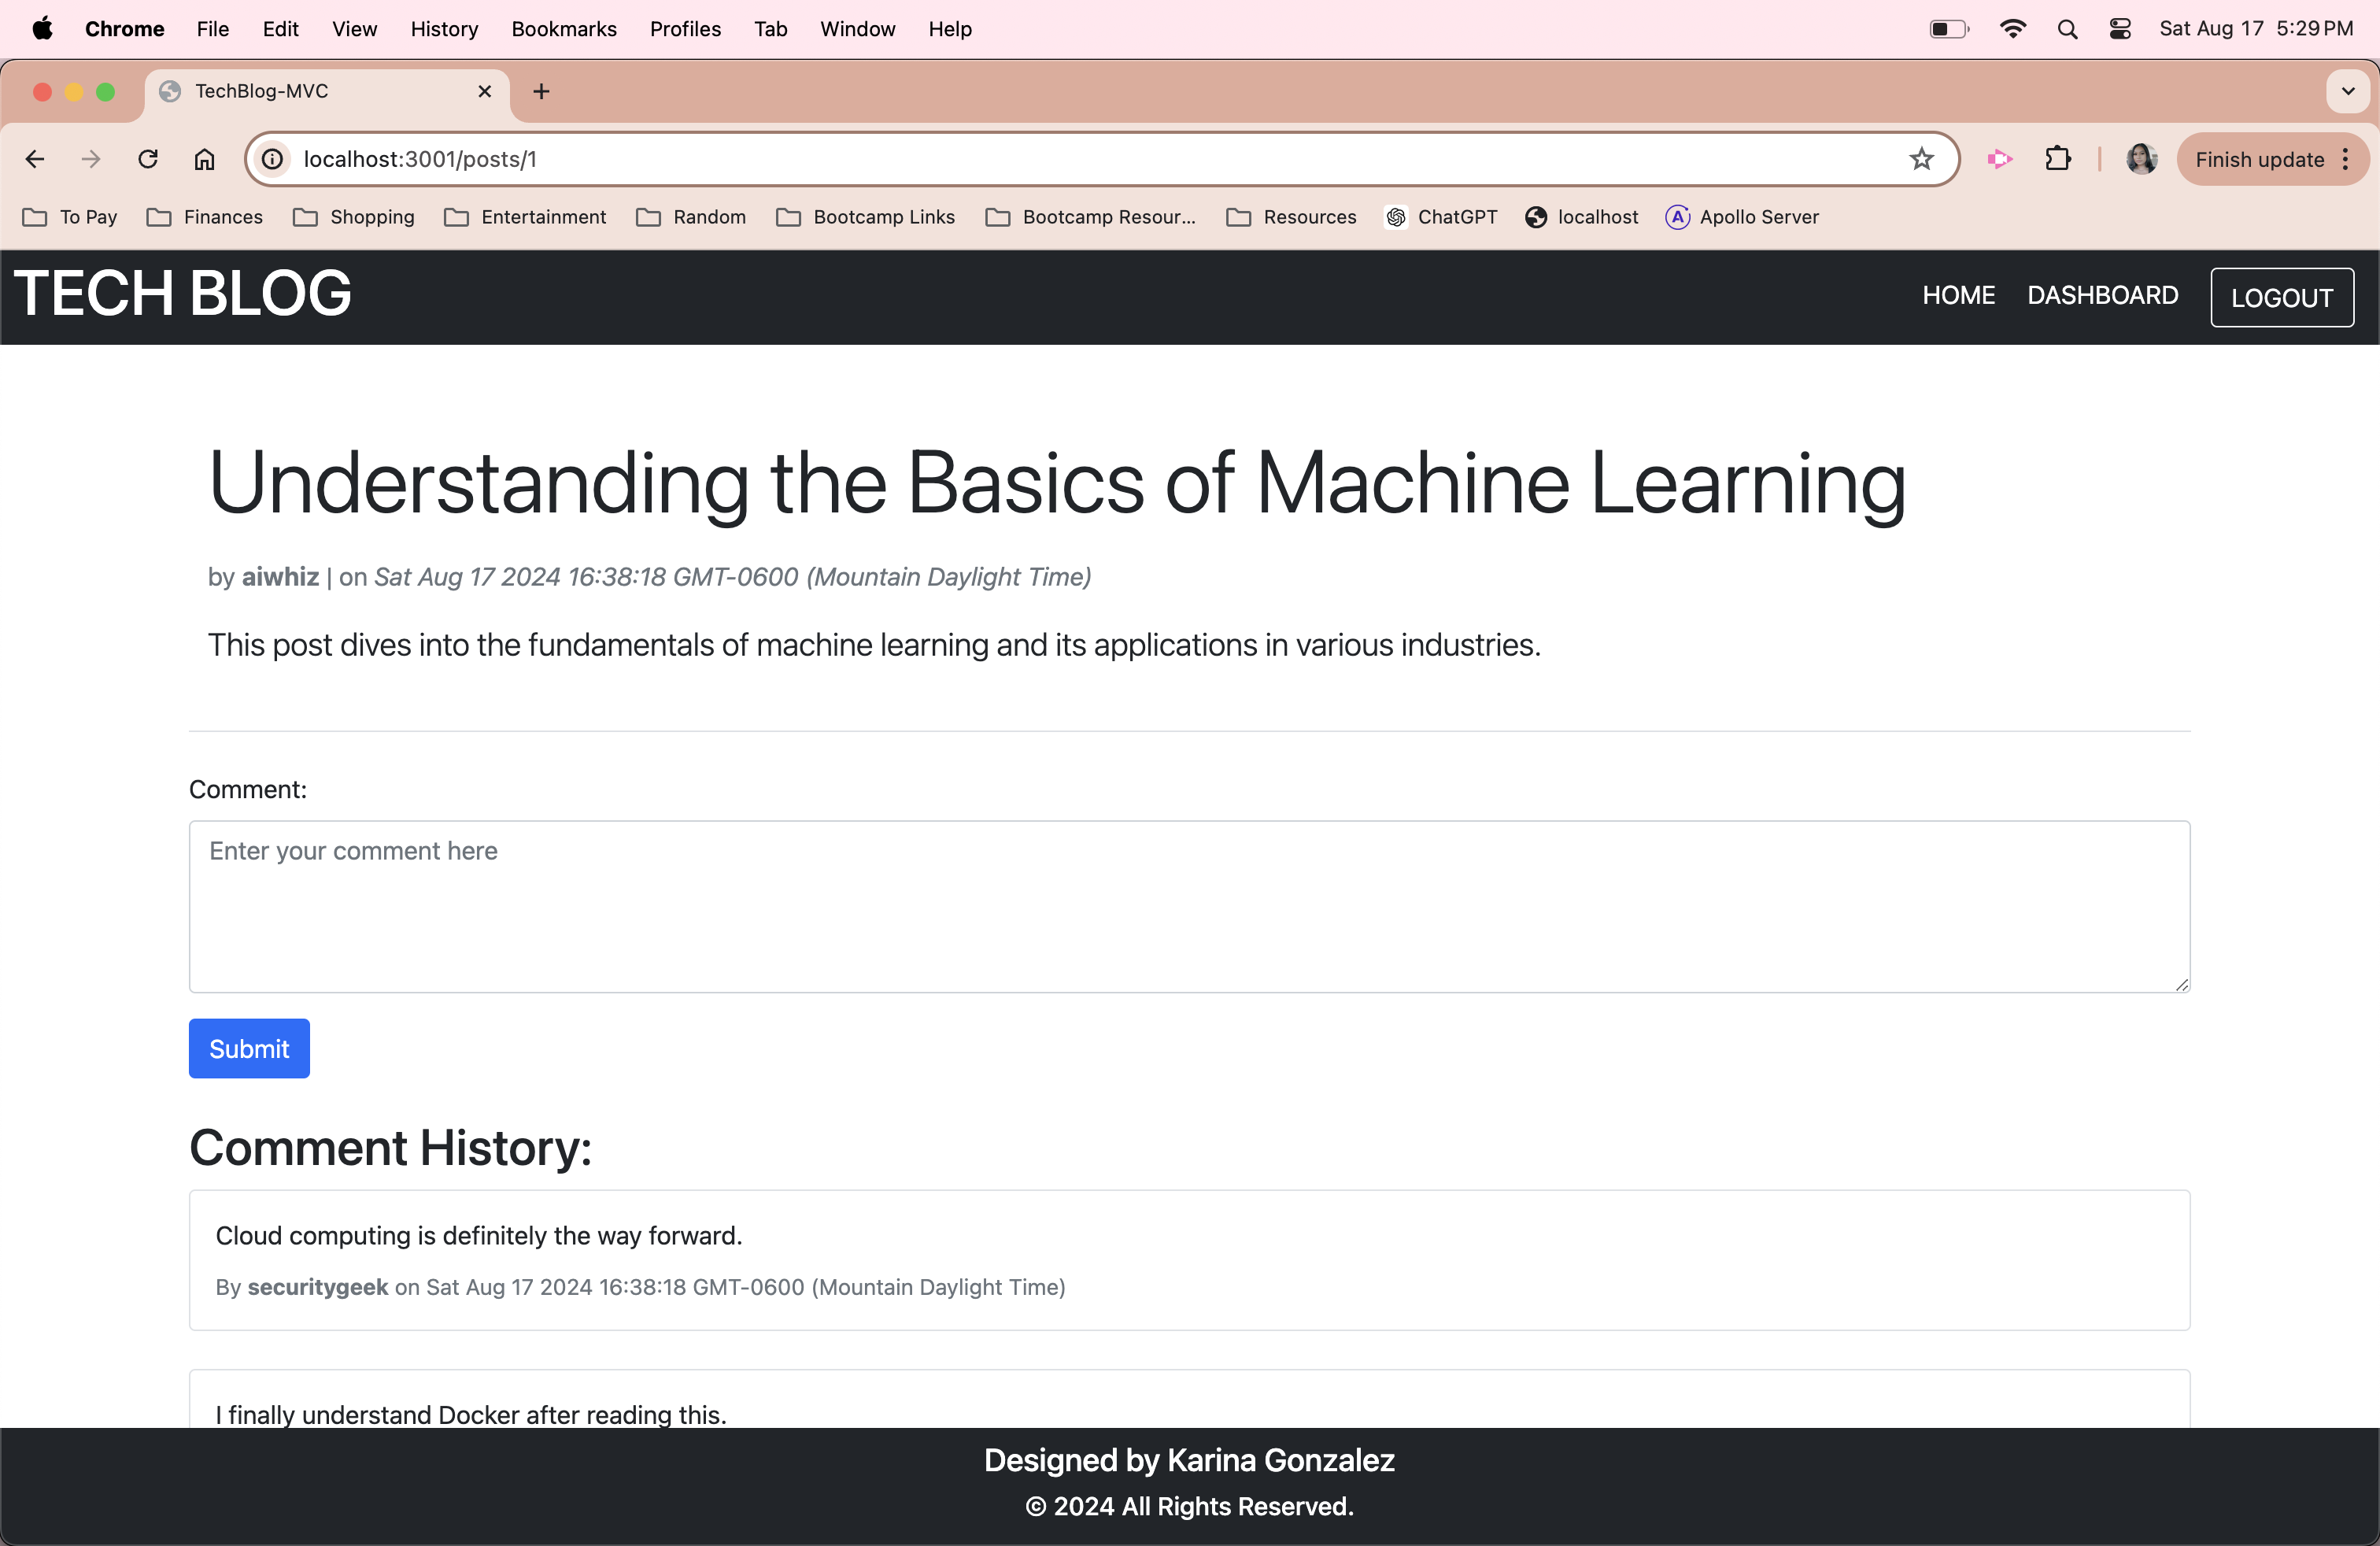 Chrome File Edit View History Bookmarks Profiles Tab Window Help Sat Aug 17 5:29 PM
TechBlog-MVC
localhost:3001/posts/1 Finish update
To Pay Finances Shopping Entertainment Random Bootcamp Links Bootcamp Resour... Resources ChatGPT localhost Apollo Server
TECH BLOG HOME DASHBOARD LOGOUT
Understanding the Basics of Machine Learning
by aiwhiz | on Sat Aug 17 2024 16:38:18 GMT-0600 (Mountain Daylight Time)
This post dives into the fundamentals of machine learning and its applications in various industries.
Comment:
Enter your comment here
Submit
Comment History:
Cloud computing is definitely the way forward.
By securitygeek on Sat Aug 17 2024 16:38:18 GMT-0600 (Mountain Daylight Time)
I finally understand Docker after reading this.
Designed by Karina Gonzalez
© 2024 All Rights Reserved.